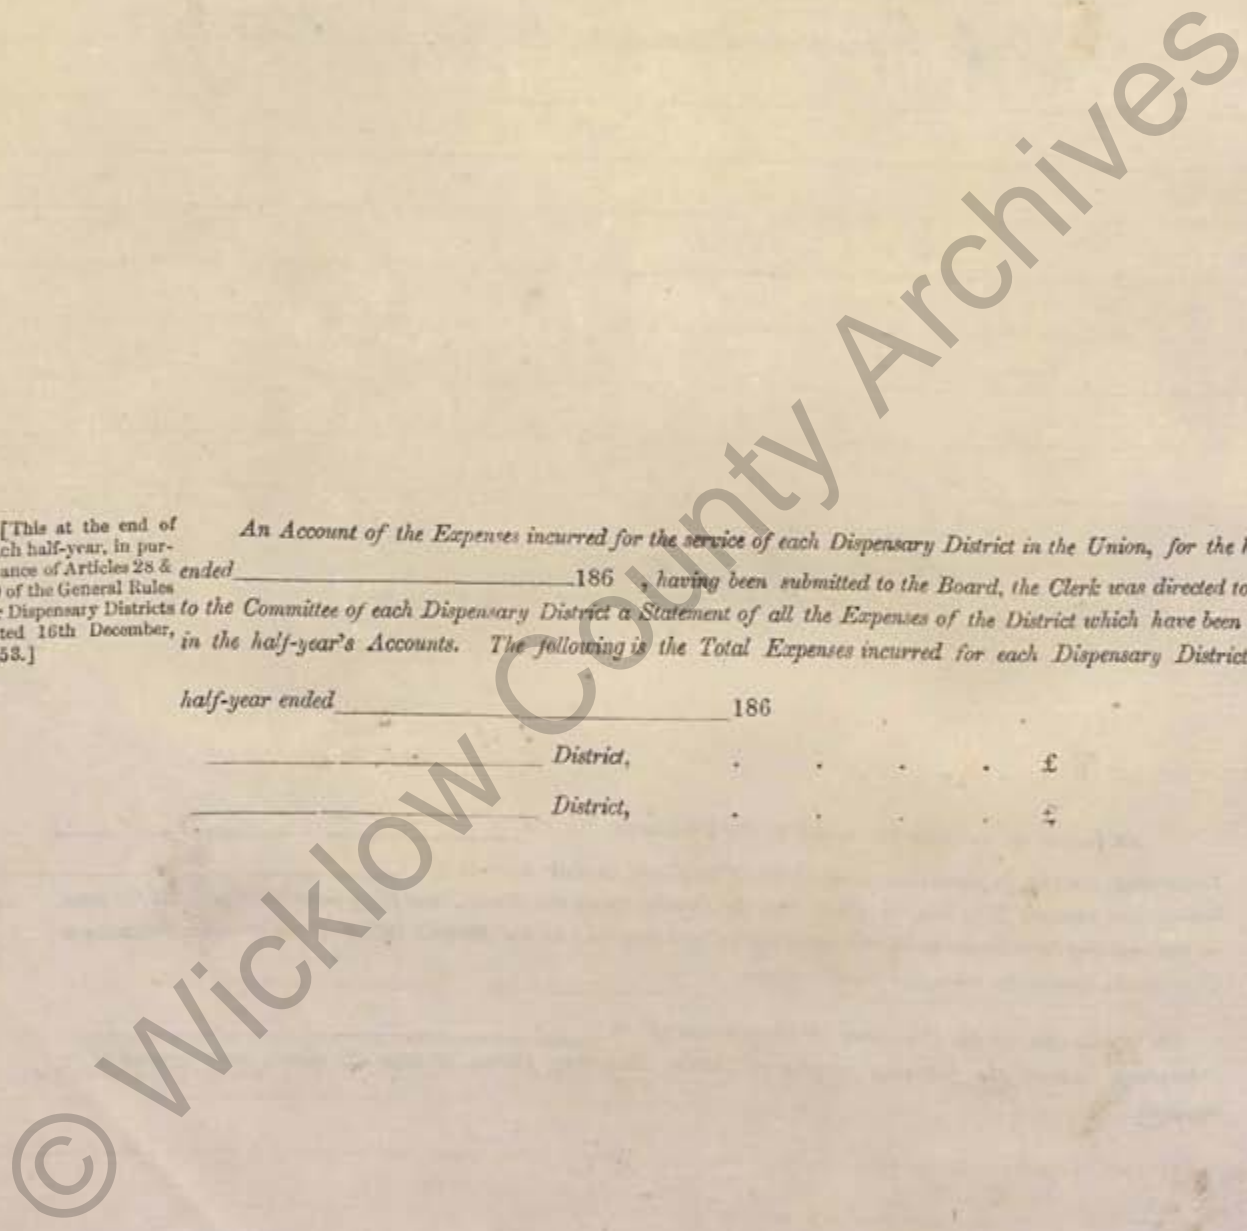 [This at the end of
ch half-year, in pur-
ance of Articles 28 &
of the General Rules
Dispensary Districts
ted 16th December,
53.]
An Account of the Expenses incurred for the service of each Dispensary District in the Union, for the
ended 186 , having been submitted to the Board, the Clerk was directed to
to the Committee of each Dispensary District a Statement of all the Expenses of the District which have been
in the half-year's Accounts. The following is the Total Expenses incurred for each Dispensary District
half-year ended 186
District, . . . . £
District, . . . . £
© Wicklow County Archives